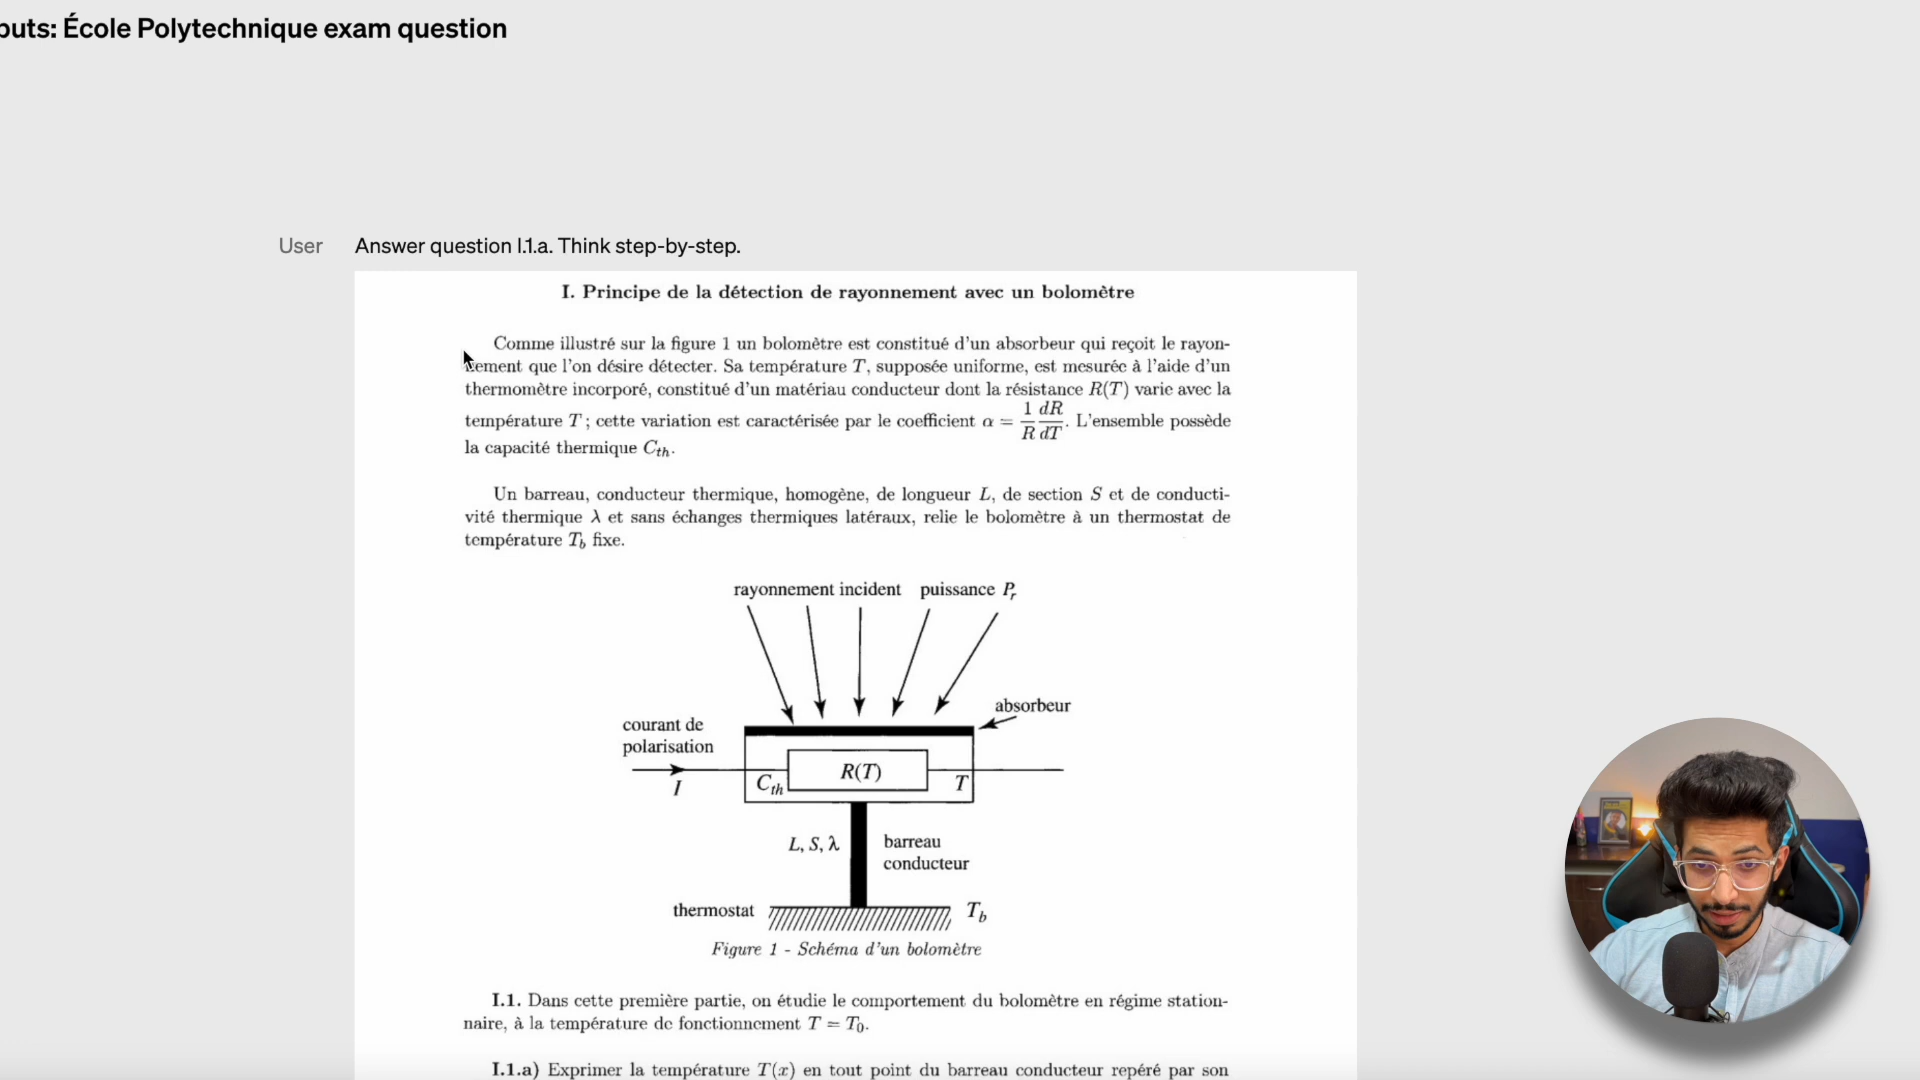 puts: École Polytechnique exam question
User Answer question I.1.a. Think step-by-step.
I. Principe de la détection de rayonnement avec un bolomètre
Comme illustré sur la figure 1 un bolomètre est constitué d'un absorbeur qui reçoit le rayon-
nement que l'on désire détecter. Sa température T, supposée uniforme, est mesurée à l'aide d'un
thermomètre incorporé, constitué d'un matériau conducteur dont la résistance R(T) varie avec la
température T ; cette variation est caractérisée par le coefficient α = 1/R dR/dT. L'ensemble possède
la capacité thermique Cth.
Un barreau, conducteur thermique, homogène, de longueur L, de section S et de conducti-
vité thermique λ et sans échanges thermiques latéraux, relie le bolomètre à un thermostat de
température Tb fixe.
rayonnement incident puissance Pr
absorbeur
courant de
polarisation
I
Cth R(T) T
L, S, λ
barreau
conducteur
thermostat Tb
Figure 1 - Schéma d'un bolomètre
I.1. Dans cette première partie, on étudie le comportement du bolomètre en régime station-
naire, à la température de fonctionnement T = T0.
I.1.a) Exprimer la température T(x) en tout point du barreau conducteur repéré par son